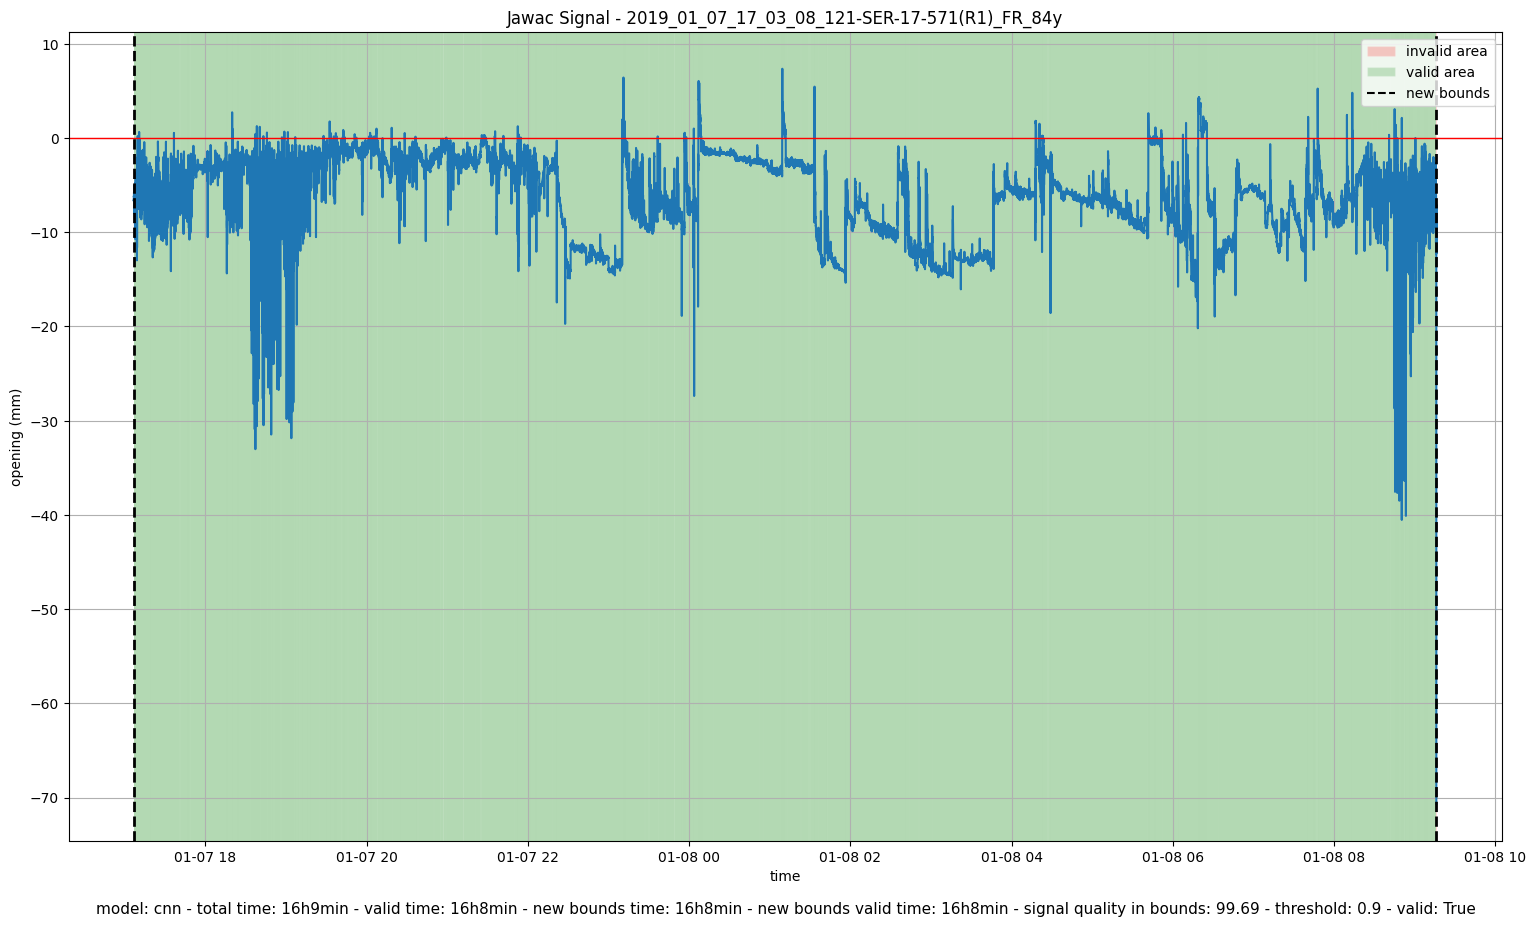 Jawac Signal - 2019_01_07_17_03_08_121-SER-17-571(R1)_FR_84y
invalid area
valid area
new bounds
10
0
−10
−20
−30
−40
−50
−60
−70
opening (mm)
01-07 18
01-07 20
01-07 22
01-08 00
01-08 02
01-08 04
01-08 06
01-08 08
01-08 10
time
model: cnn - total time: 16h9min - valid time: 16h8min - new bounds time: 16h8min - new bounds valid time: 16h8min - signal quality in bounds: 99.69 - threshold: 0.9 - valid: True